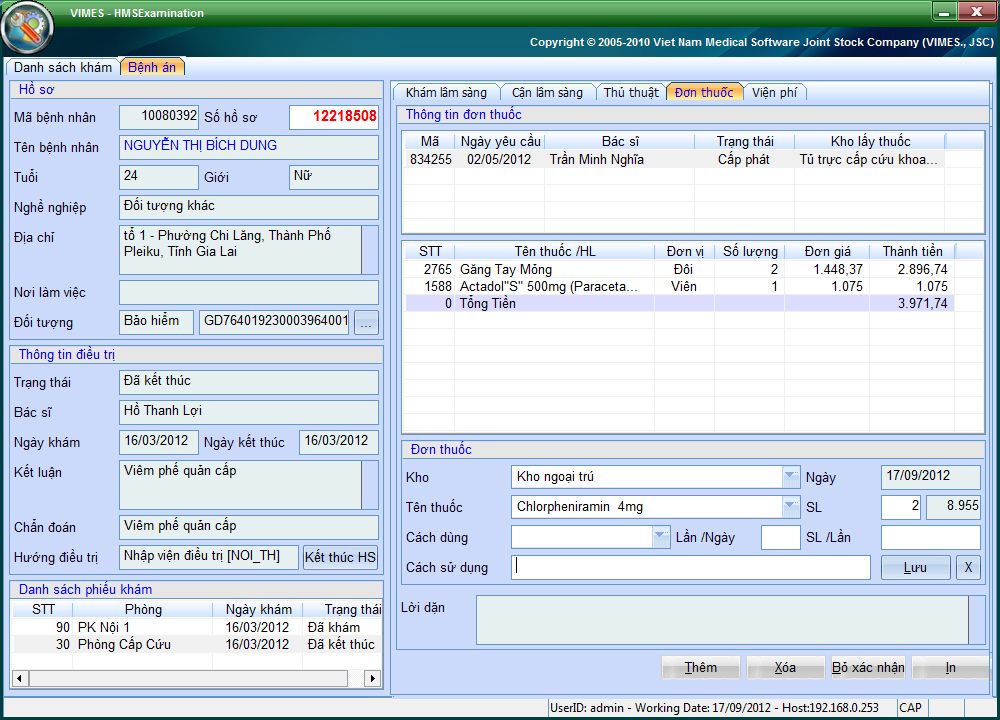 VIMES - HMSExamination
Copyright © 2005-2010 Viet Nam Medical Software Joint Stock Company (VIMES., JSC)
Danh sách khám Bệnh án
Hồ sơ
Mã bệnh nhân 10080392 Số hồ sơ 12218508
Tên bệnh nhân NGUYỄN THỊ BÍCH DUNG
Tuổi 24 Giới Nữ
Nghề nghiệp Đối tượng khác
Địa chỉ tổ 1 - Phường Chi Lăng, Thành Phố
Pleiku, Tỉnh Gia Lai
Nơi làm việc
Đối tượng Bảo hiểm GD764019230003964001 ...
Thông tin điều trị
Trạng thái Đã kết thúc
Bác sĩ Hồ Thanh Lợi
Ngày khám 16/03/2012 Ngày kết thúc 16/03/2012
Kết luận Viêm phế quản cấp
Chẩn đoán Viêm phế quản cấp
Hướng điều trị Nhập viện điều trị [NOI_TH] Kết thúc HS
Danh sách phiếu khám
STT Phòng Ngày khám Trạng thái
90 PK Nội 1 16/03/2012 Đã khám
30 Phòng Cấp Cứu 16/03/2012 Đã kết thúc
Khám lâm sàng Cận lâm sàng Thủ thuật Đơn thuốc Viện phí
Thông tin đơn thuốc
Mã Ngày yêu cầu Bác sĩ Trạng thái Kho lấy thuốc
834255 02/05/2012 Trần Minh Nghĩa Cấp phát Tủ trực cấp cứu khoa...
STT Tên thuốc /HL Đơn vị Số lượng Đơn giá Thành tiền
2765 Găng Tay Mỏng Đôi 2 1.448,37 2.896,74
1588 Actadol"S" 500mg (Paraceta... Viên 1 1.075 1.075
0 Tổng Tiền 3.971,74
Đơn thuốc
Kho Kho ngoại trú Ngày 17/09/2012
Tên thuốc Chlorpheniramin 4mg SL 2 8.955
Cách dùng Lần /Ngày SL /Lần
Cách sử dụng Lưu X
Lời dặn
Thêm Xóa Bỏ xác nhận In
UserID: admin - Working Date: 17/09/2012 - Host:192.168.0.253 CAP